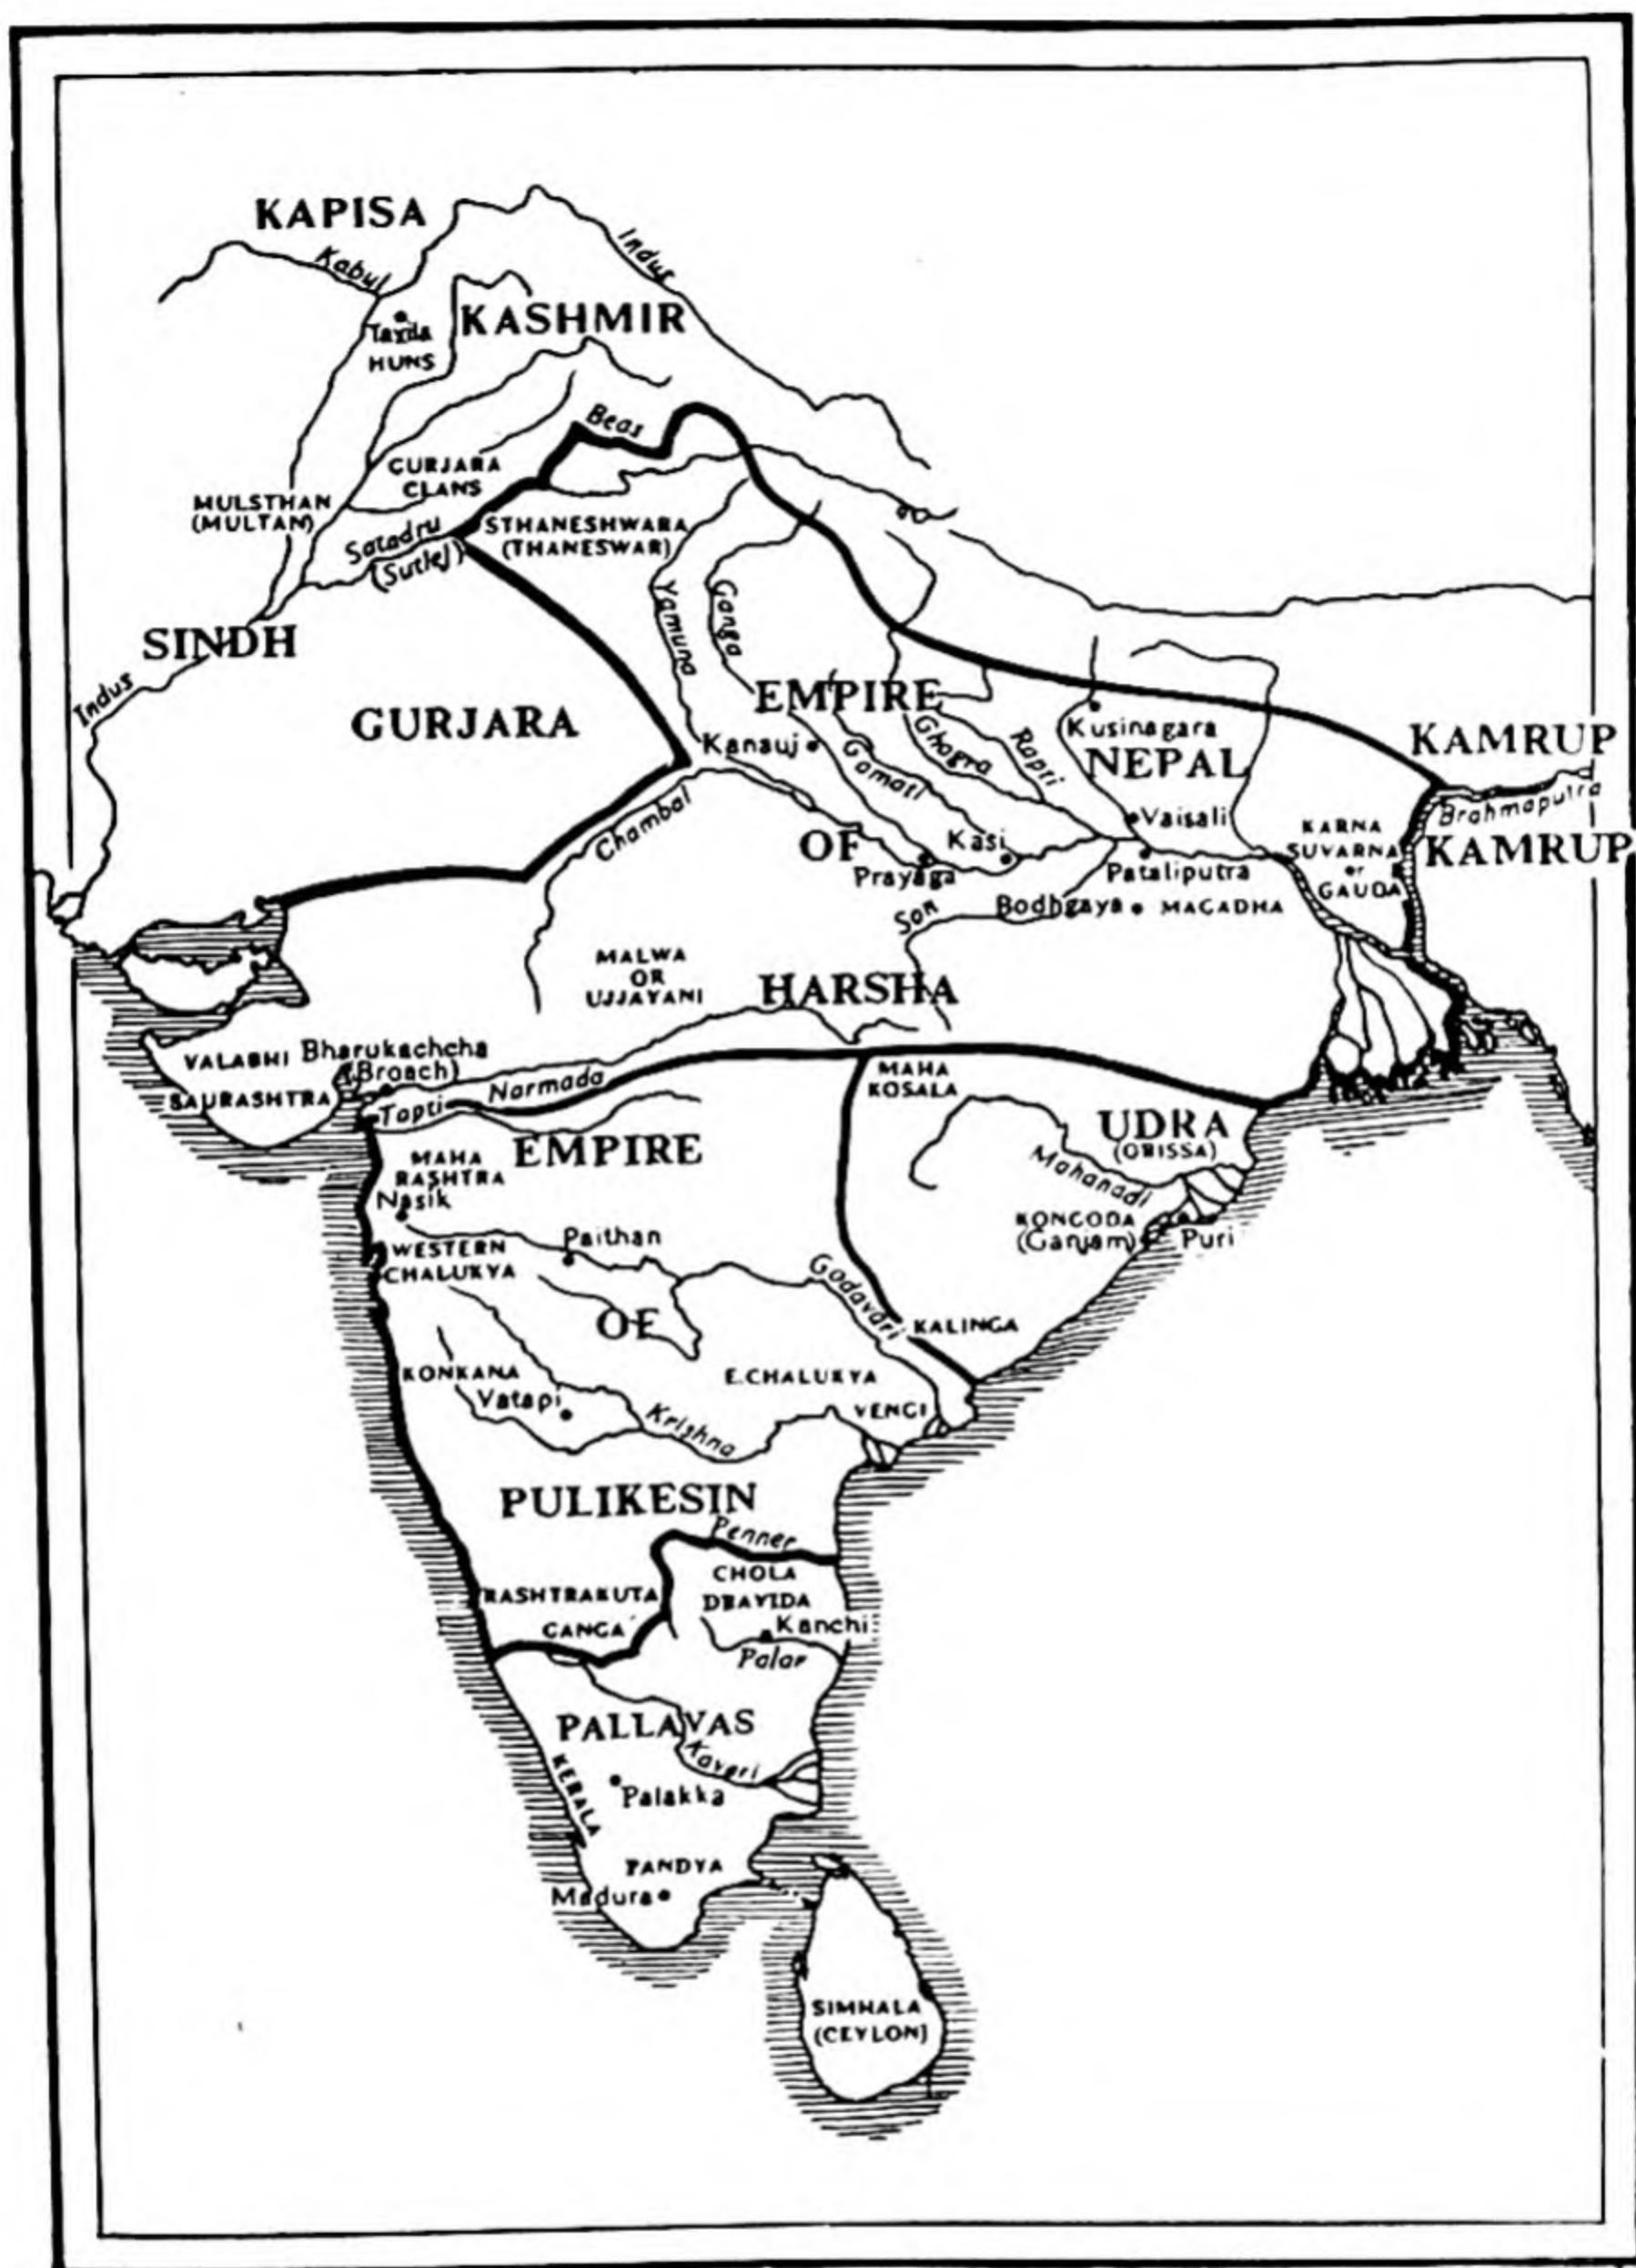 KAPISA
Kabul
Indus
Taxila
HUNS
KASHMIR
Beas
GURJARA
CLANS
MULSTHAN
(MULTAN)
Satadru
(Sutlej)
STHANESHWARA
(THANESWAR)
Yamuna
Ganga
SINDH
Indus
GURJARA
EMPIRE
Kanauj
Gamati
Ghagra
Rapti
Kusinagara
NEPAL
KAMRUP
Brahmaputra
KAMRUP
Chambal
OF
Kasi
Prayaga
Vaisali
Pataliputra
KARNA
SUVARNA
or
GAUDA
Son
Bodhgaya
MAGADHA
MALWA
OR
UJJAYANI
HARSHA
VALABHI
Bharukachcha
(Broach)
SAURASHTRA
Narmada
Tapti
MAHA
KOSALA
UDRA
(ORISSA)
Mahanadi
EMPIRE
MAHA
RASHTRA
Nasik
KONGODA
(Ganjam)
Puri
WESTERN
CHALUKYA
Paithan
Godavari
OF
KALINGA
KONKANA
Vatapi
E.CHALUKYA
VENGI
Krishna
PULIKESIN
Penner
RASHTRAKUTA
GANGA
CHOLA
DRAVIDA
Kanchi
Palar
PALLAVAS
Kaveri
KERALA
Palakka
PANDYA
Madura
SIMHALA
(CEYLON)